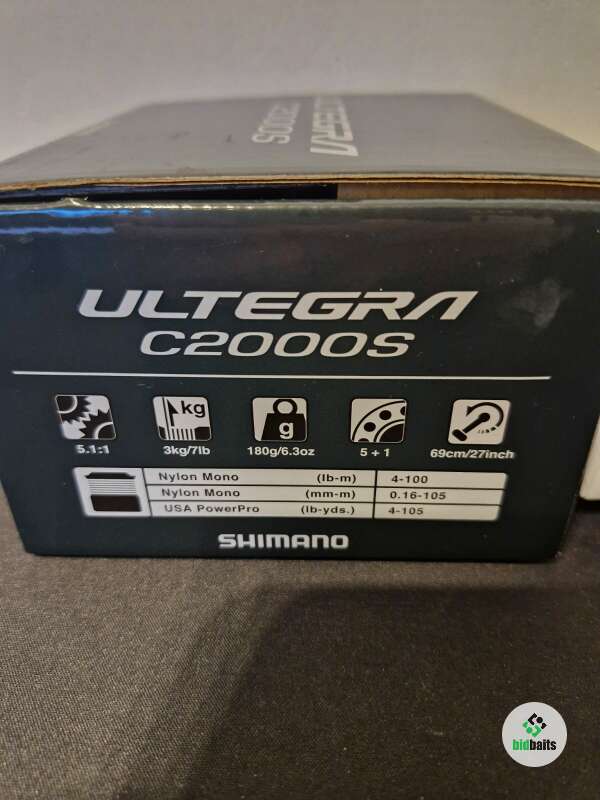 ULTEGRA
C2000S
ULTEGRA
C2000S
kg
g
5.1:1
3kg/7lb
180g/6.3oz
5 + 1
69cm/27inch
Nylon Mono (lb-m) 4-100
Nylon Mono (mm-m) 0.16-105
USA PowerPro (lb-yds.) 4-105
SHIMANO
bidbaits